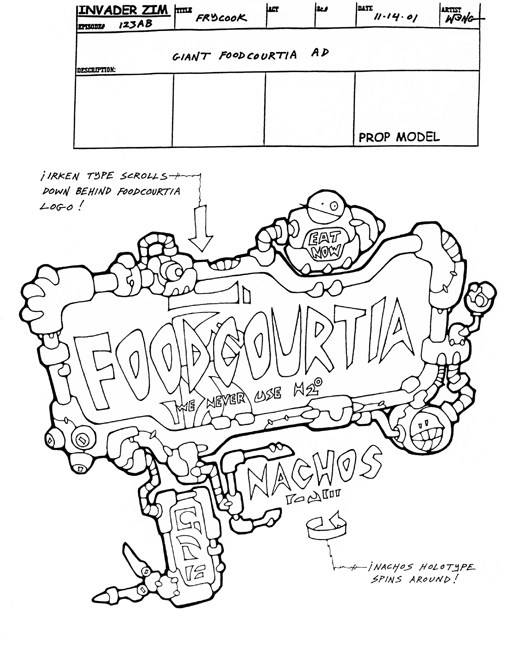 INVADER ZIM
TITLE
FRYCOOK
ACT
Sc.#
DATE
11·14·01
ARTIST
WONG
EPISODE#
123AB
GIANT FOODCOURTIA AD
DESCRIPTION:
PROP MODEL
¡IRKEN TYPE SCROLLS
DOWN BEHIND FOODCOURTIA
LOGO!
EAT
NOW
FOODCOURTIA
WE NEVER USE H2O
NACHOS
¡NACHOS HOLOTYPE
SPINS AROUND!